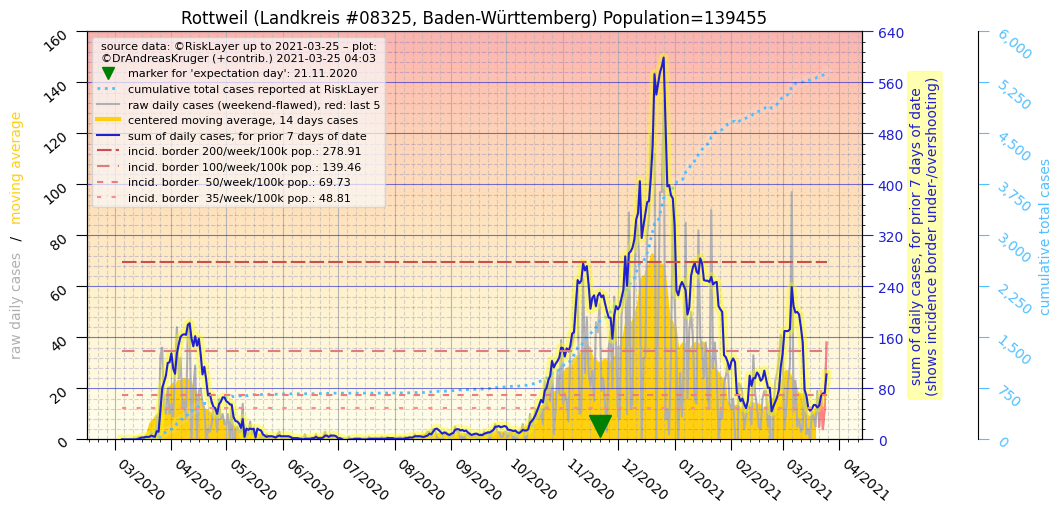 Rottweil (Landkreis #08325, Baden-Württemberg) Population=139455
source data: ©RiskLayer up to 2021-03-25 – plot:
©DrAndreasKruger (+contrib.) 2021-03-25 04:03
marker for 'expectation day': 21.11.2020
cumulative total cases reported at RiskLayer
raw daily cases (weekend-flawed), red: last 5
centered moving average, 14 days cases
sum of daily cases, for prior 7 days of date
incid. border 200/week/100k pop.: 278.91
incid. border 100/week/100k pop.: 139.46
incid. border  50/week/100k pop.: 69.73
incid. border  35/week/100k pop.: 48.81
raw daily cases / moving average
160
140
120
100
80
60
40
20
0
03/2020
04/2020
05/2020
06/2020
07/2020
08/2020
09/2020
10/2020
11/2020
12/2020
01/2021
02/2021
03/2021
04/2021
640
560
480
400
320
240
160
80
0
sum of daily cases, for prior 7 days of date
(shows incidence border under-/overshooting)
6,000
5,250
4,500
3,750
3,000
2,250
1,500
750
0
cumulative total cases